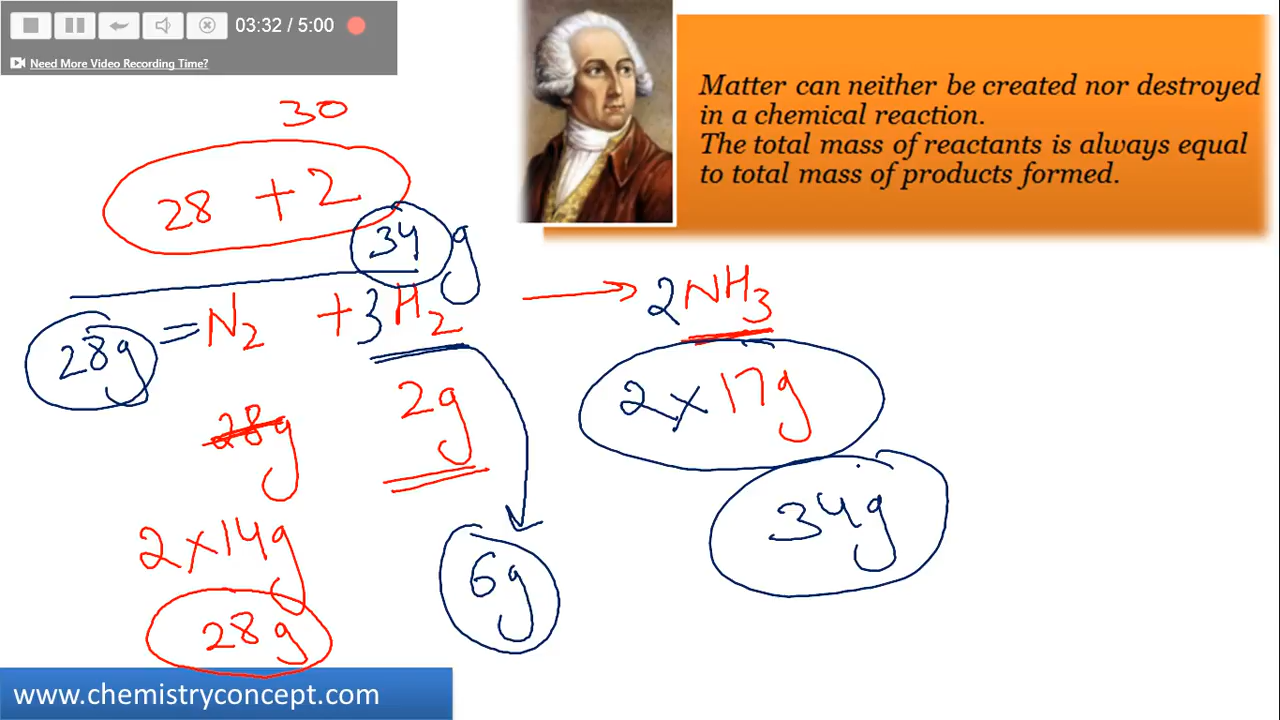 03:32 / 5:00
Need More Video Recording Time?
Matter can neither be created nor destroyed
in a chemical reaction.
The total mass of reactants is always equal
to total mass of products formed.
30
28 + 2
34 g
28g = N2 + 3H2 → 2NH3
28g
2g
2 x 17g
2 x 14g
28g
6g
34g
www.chemistryconcept.com